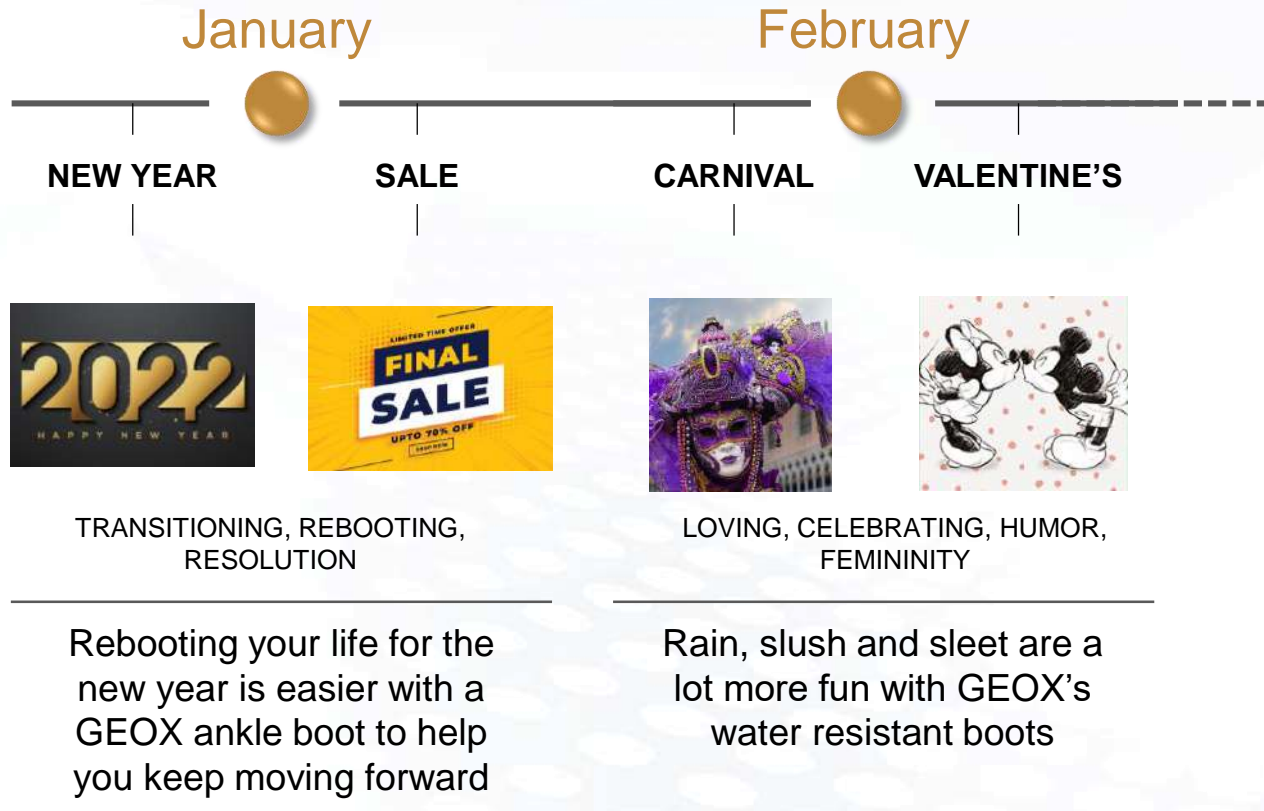 January
February
NEW YEAR
SALE
CARNIVAL
VALENTINE’S
2022
HAPPY NEW YEAR
LIMITED TIME OFFER
FINAL
SALE
UPTO 70% OFF
SHOP NOW
TRANSITIONING, REBOOTING,
RESOLUTION
LOVING, CELEBRATING, HUMOR,
FEMININITY
Rebooting your life for the
new year is easier with a
GEOX ankle boot to help
you keep moving forward
Rain, slush and sleet are a
lot more fun with GEOX’s
water resistant boots